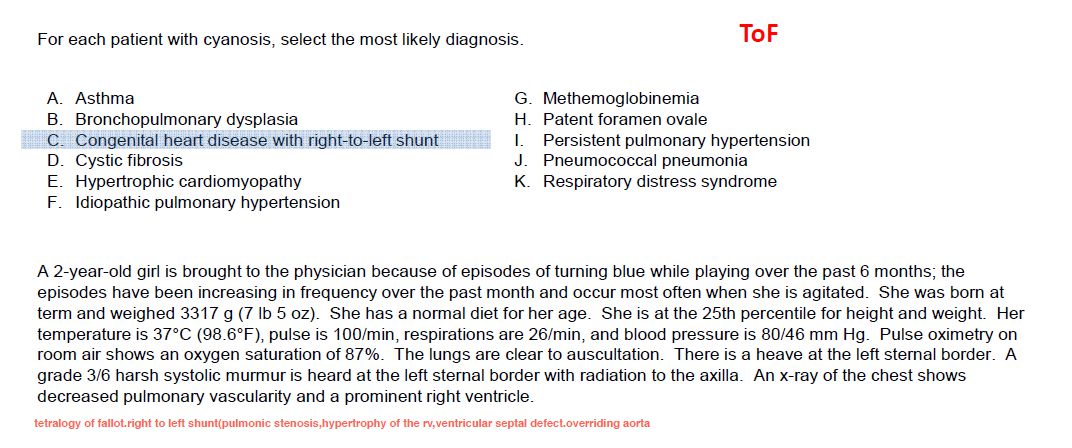 For each patient with cyanosis, select the most likely diagnosis.
ToF
A. Asthma
B. Bronchopulmonary dysplasia
C. Congenital heart disease with right-to-left shunt
D. Cystic fibrosis
E. Hypertrophic cardiomyopathy
F. Idiopathic pulmonary hypertension
G. Methemoglobinemia
H. Patent foramen ovale
I. Persistent pulmonary hypertension
J. Pneumococcal pneumonia
K. Respiratory distress syndrome
A 2-year-old girl is brought to the physician because of episodes of turning blue while playing over the past 6 months; the
episodes have been increasing in frequency over the past month and occur most often when she is agitated. She was born at
term and weighed 3317 g (7 lb 5 oz). She has a normal diet for her age. She is at the 25th percentile for height and weight. Her
temperature is 37°C (98.6°F), pulse is 100/min, respirations are 26/min, and blood pressure is 80/46 mm Hg. Pulse oximetry on
room air shows an oxygen saturation of 87%. The lungs are clear to auscultation. There is a heave at the left sternal border. A
grade 3/6 harsh systolic murmur is heard at the left sternal border with radiation to the axilla. An x-ray of the chest shows
decreased pulmonary vascularity and a prominent right ventricle.
tetralogy of fallot.right to left shunt(pulmonic stenosis,hypertrophy of the rv,ventricular septal defect.overriding aorta